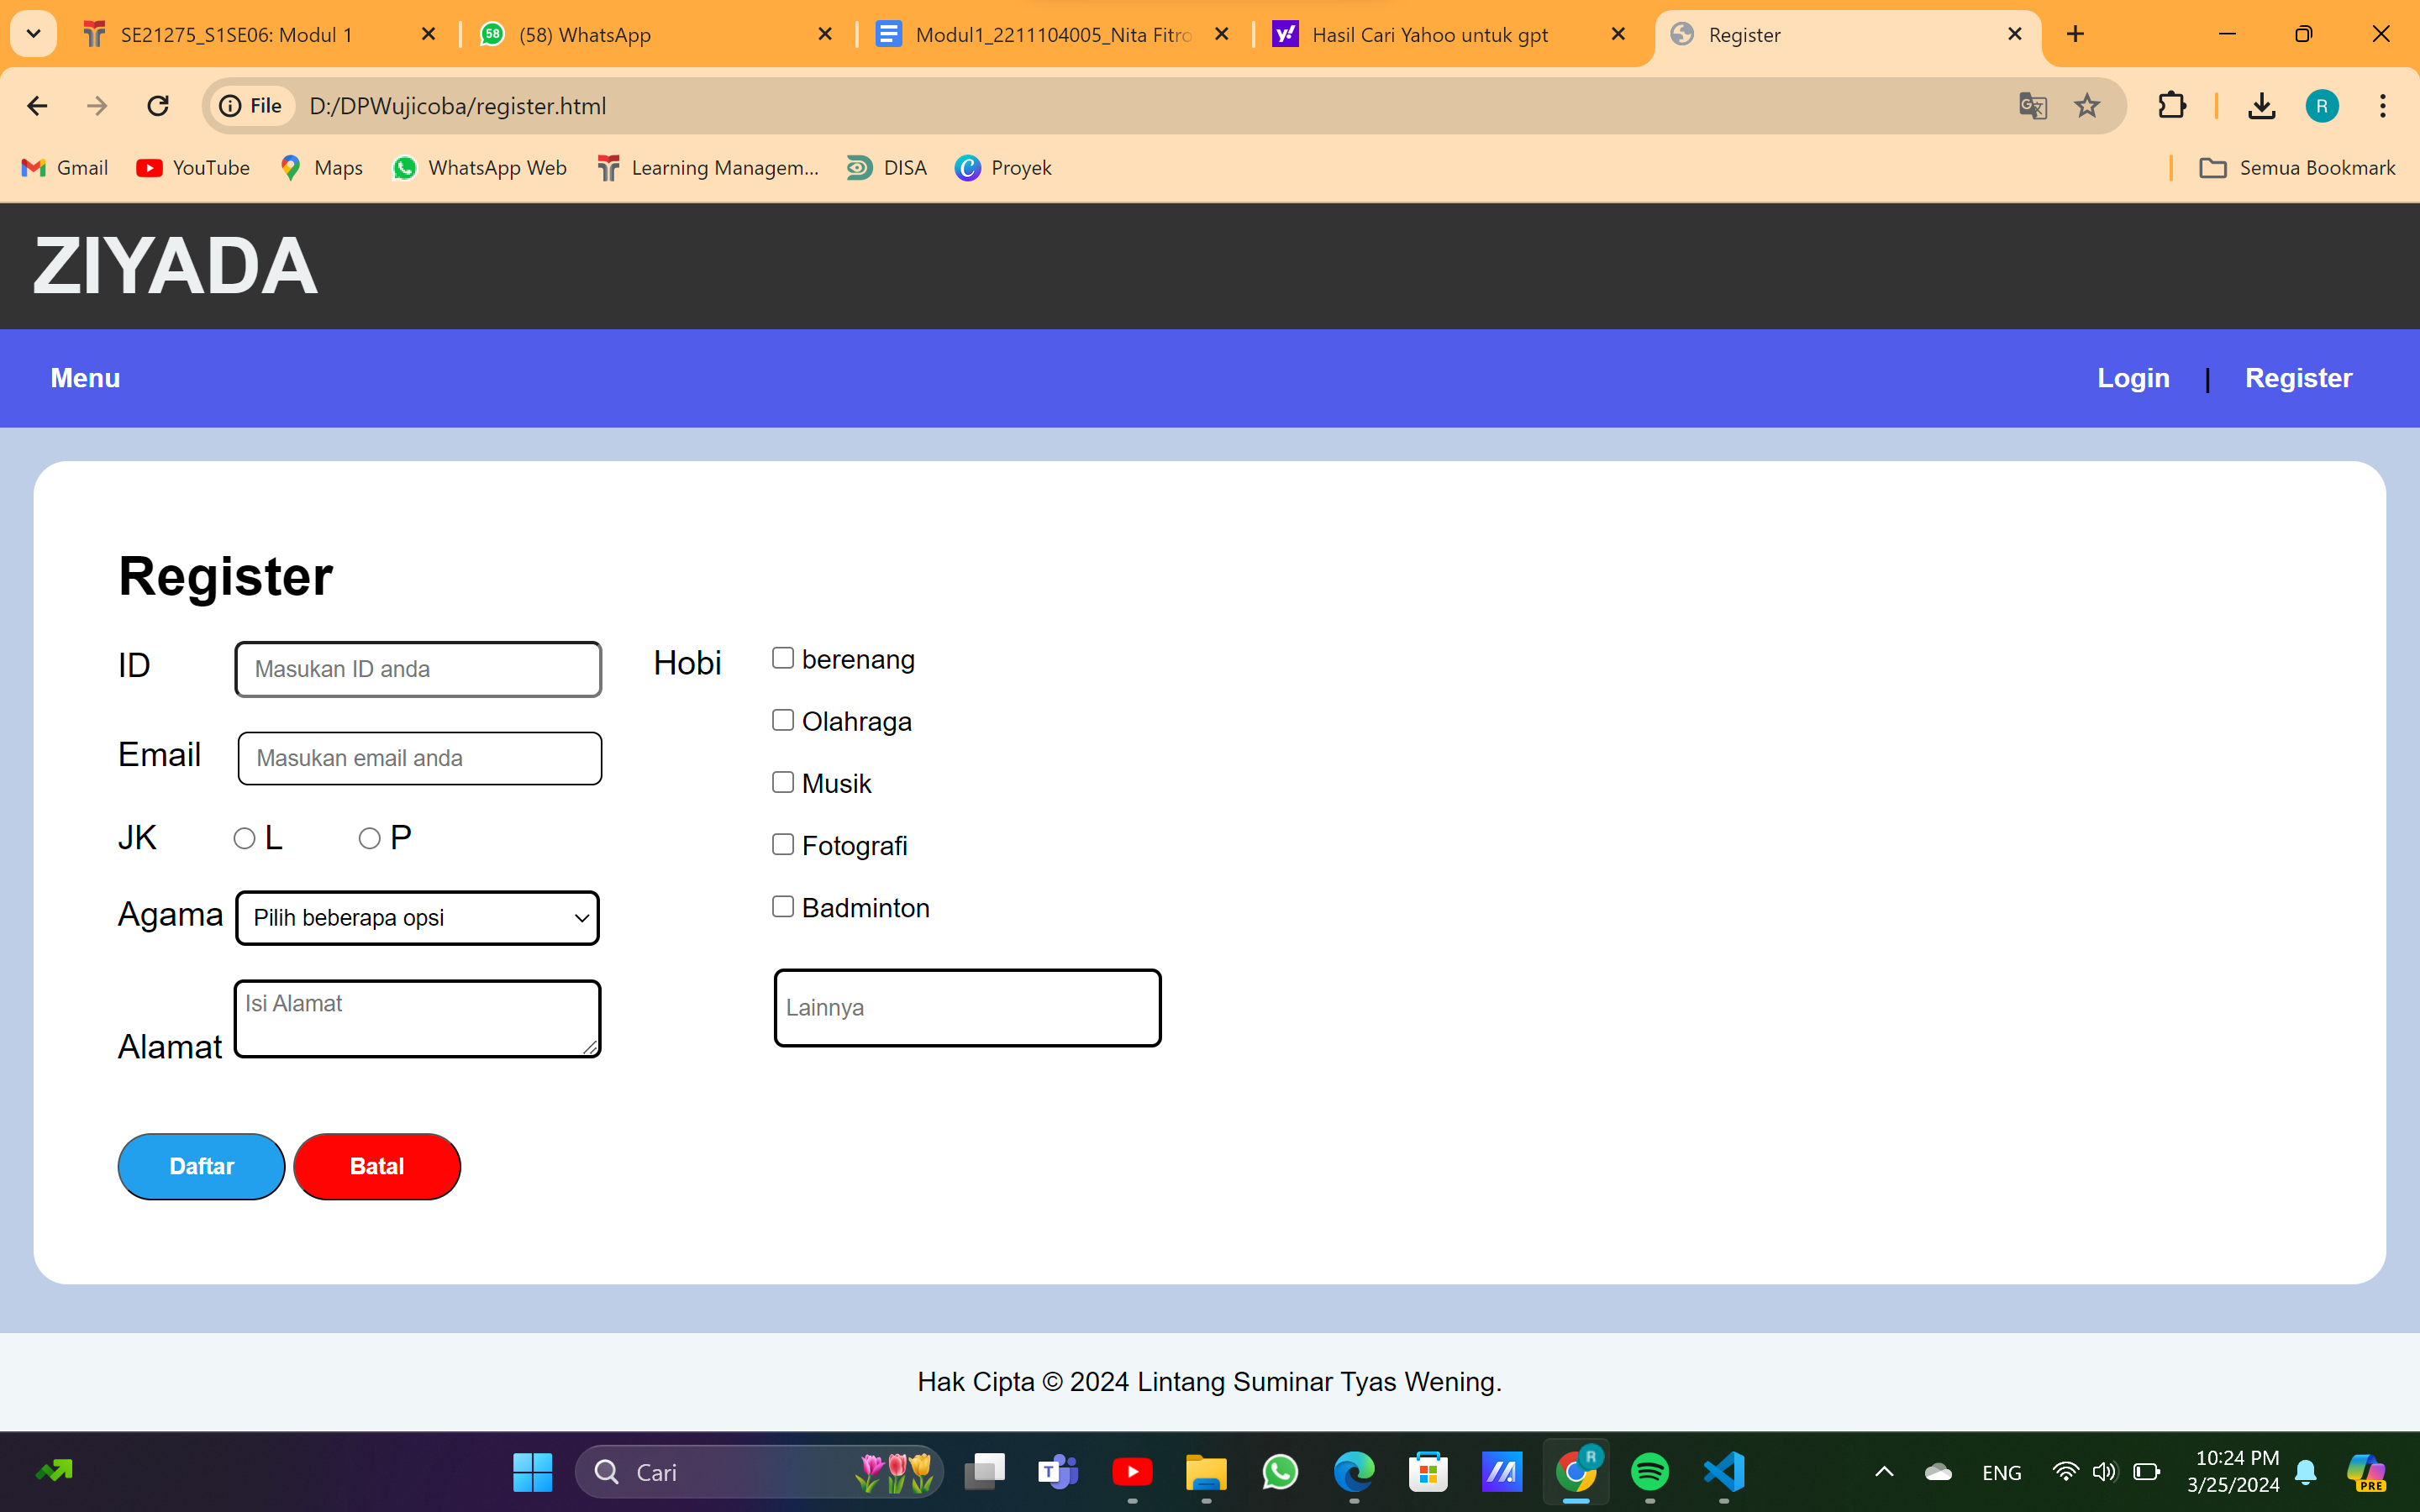 SE21275_S1SE06: Modul 1
58
(58) WhatsApp
Modul1_2211104005_Nita Fitro
y!
Hasil Cari Yahoo untuk gpt
Register
File
D:/DPWujicoba/register.html
R
Gmail
YouTube
Maps
WhatsApp Web
Learning Managem...
DISA
Proyek
Semua Bookmark
ZIYADA
Menu
Login | Register
Register
ID
Masukan ID anda
Email
Masukan email anda
JK
L
P
Agama
Pilih beberapa opsi
Alamat
Isi Alamat
Hobi
berenang
Olahraga
Musik
Fotografi
Badminton
Lainnya
Daftar
Batal
Hak Cipta © 2024 Lintang Suminar Tyas Wening.
Cari
T
R
ENG
10:24 PM
3/25/2024
PRE